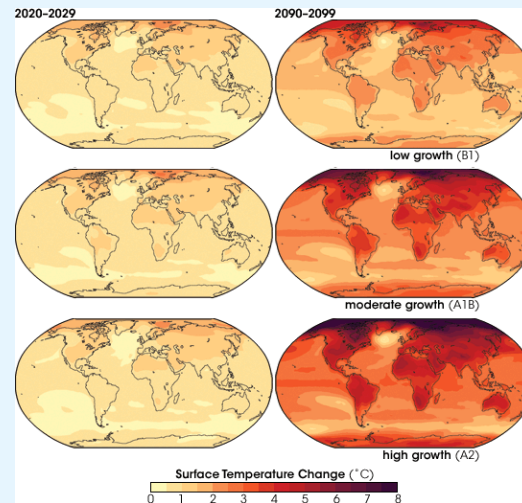 2020–2029 2090–2099
low growth (B1)
moderate growth (A1B)
high growth (A2)
Surface Temperature Change (˚C)
0 1 2 3 4 5 6 7 8